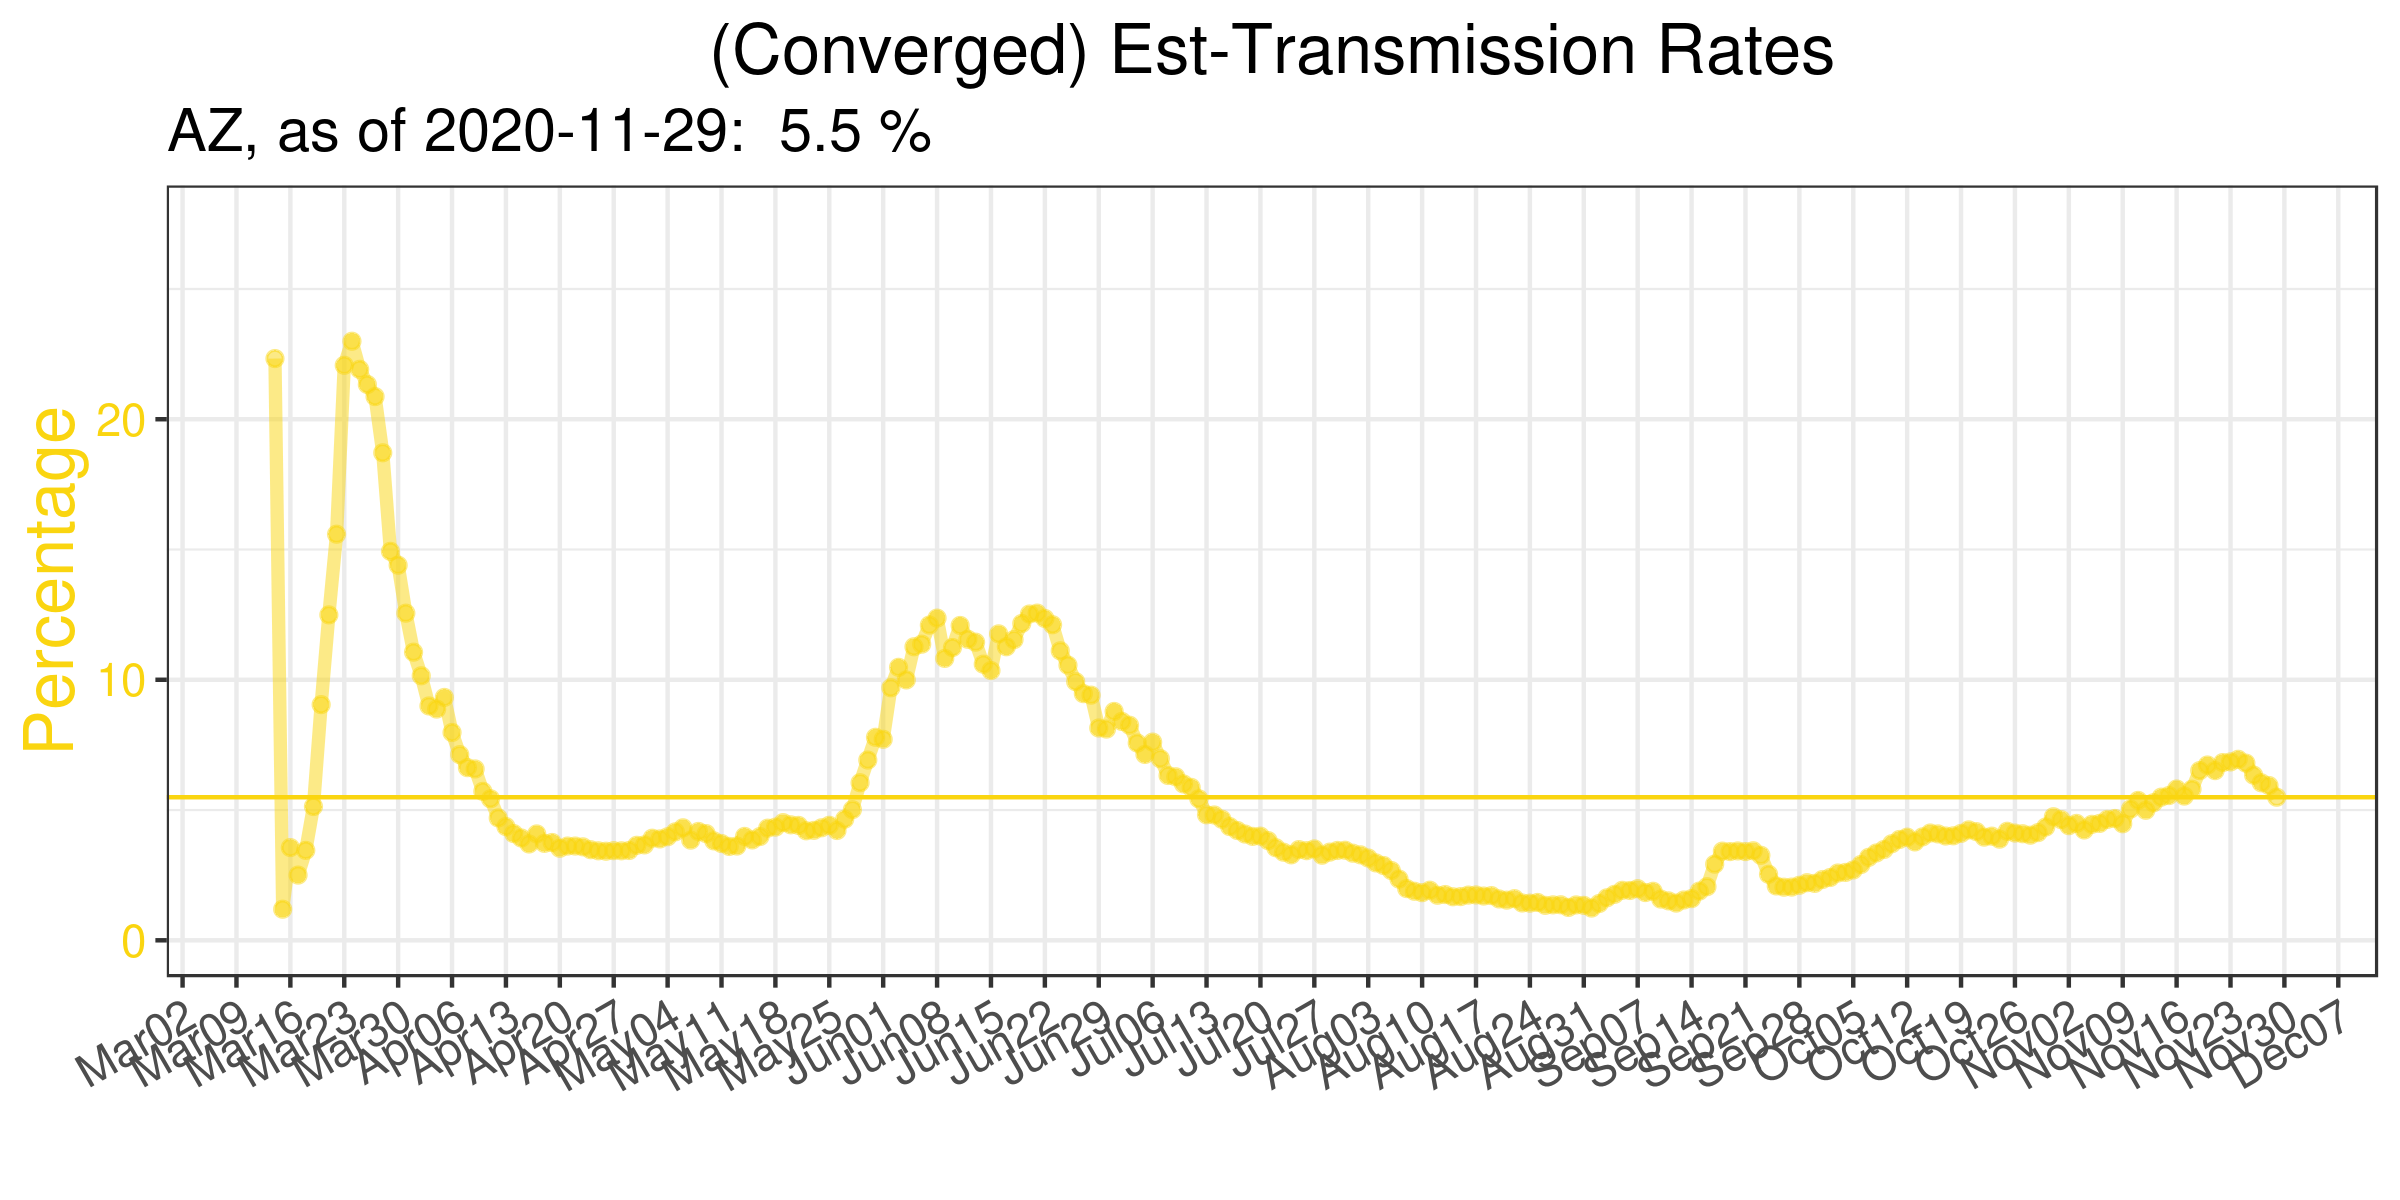 (Converged) Est-Transmission Rates
AZ, as of 2020-11-29:  5.5 %
Percentage
20
10
0
Mar02
Mar09
Mar16
Mar23
Mar30
Apr06
Apr13
Apr20
Apr27
May04
May11
May18
May25
Jun01
Jun08
Jun15
Jun22
Jun29
Jul06
Jul13
Jul20
Jul27
Aug03
Aug10
Aug17
Aug24
Aug31
Sep07
Sep14
Sep21
Sep28
Oct05
Oct12
Oct19
Oct26
Nov02
Nov09
Nov16
Nov23
Nov30
Dec07